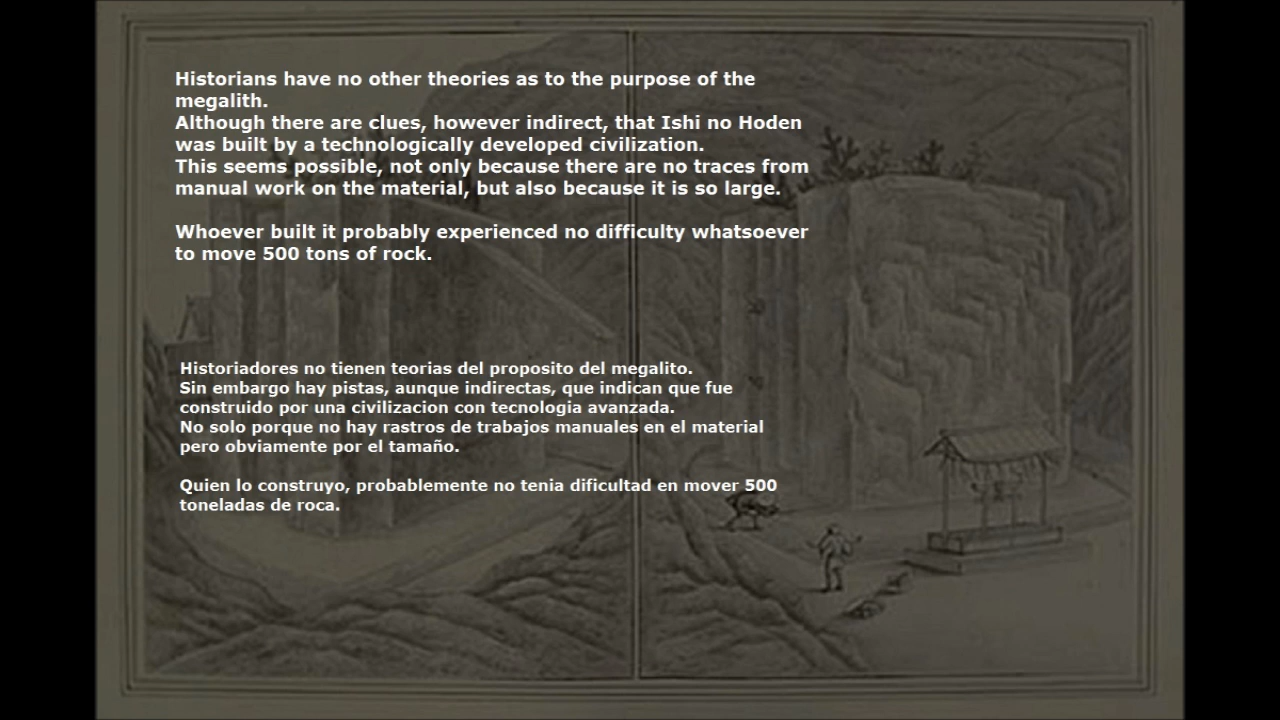 Historians have no other theories as to the purpose of the
megalith.
Although there are clues, however indirect, that Ishi no Hoden
was built by a technologically developed civilization.
This seems possible, not only because there are no traces from
manual work on the material, but also because it is so large.
Whoever built it probably experienced no difficulty whatsoever
to move 500 tons of rock.
Historiadores no tienen teorias del proposito del megalito.
Sin embargo hay pistas, aunque indirectas, que indican que fue
construido por una civilizacion con tecnologia avanzada.
No solo porque no hay rastros de trabajos manuales en el material
pero obviamente por el tamaño.
Quien lo construyo, probablemente no tenia dificultad en mover 500
toneladas de roca.